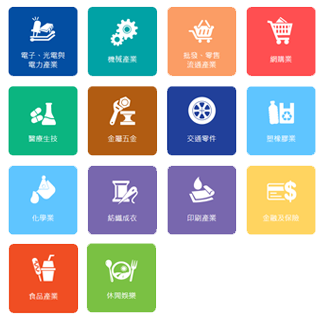 電子、光電與
電力產業
機械產業
批發、零售
流通產業
網購業
醫療生技
金屬五金
交通零件
塑橡膠業
化學業
紡織成衣
印刷產業
金融及保險
食品產業
休閒娛樂